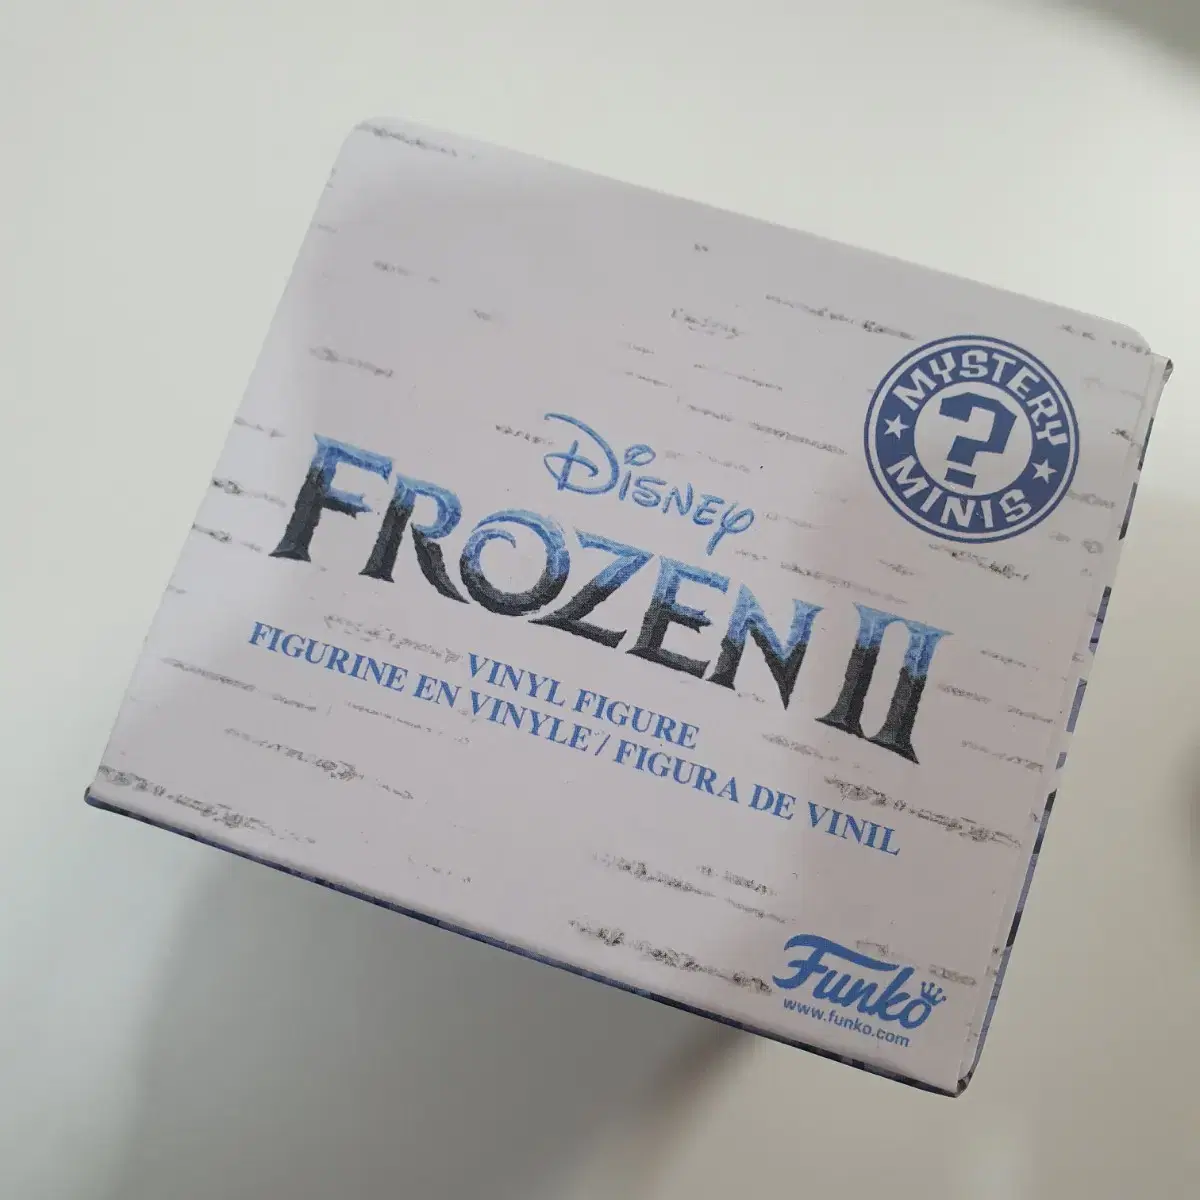 MYSTERY
?
MINIS
DISNEY
FROZEN II
VINYL FIGURE
FIGURINE EN VINYLE / FIGURA DE VINIL
Funko
www.funko.com